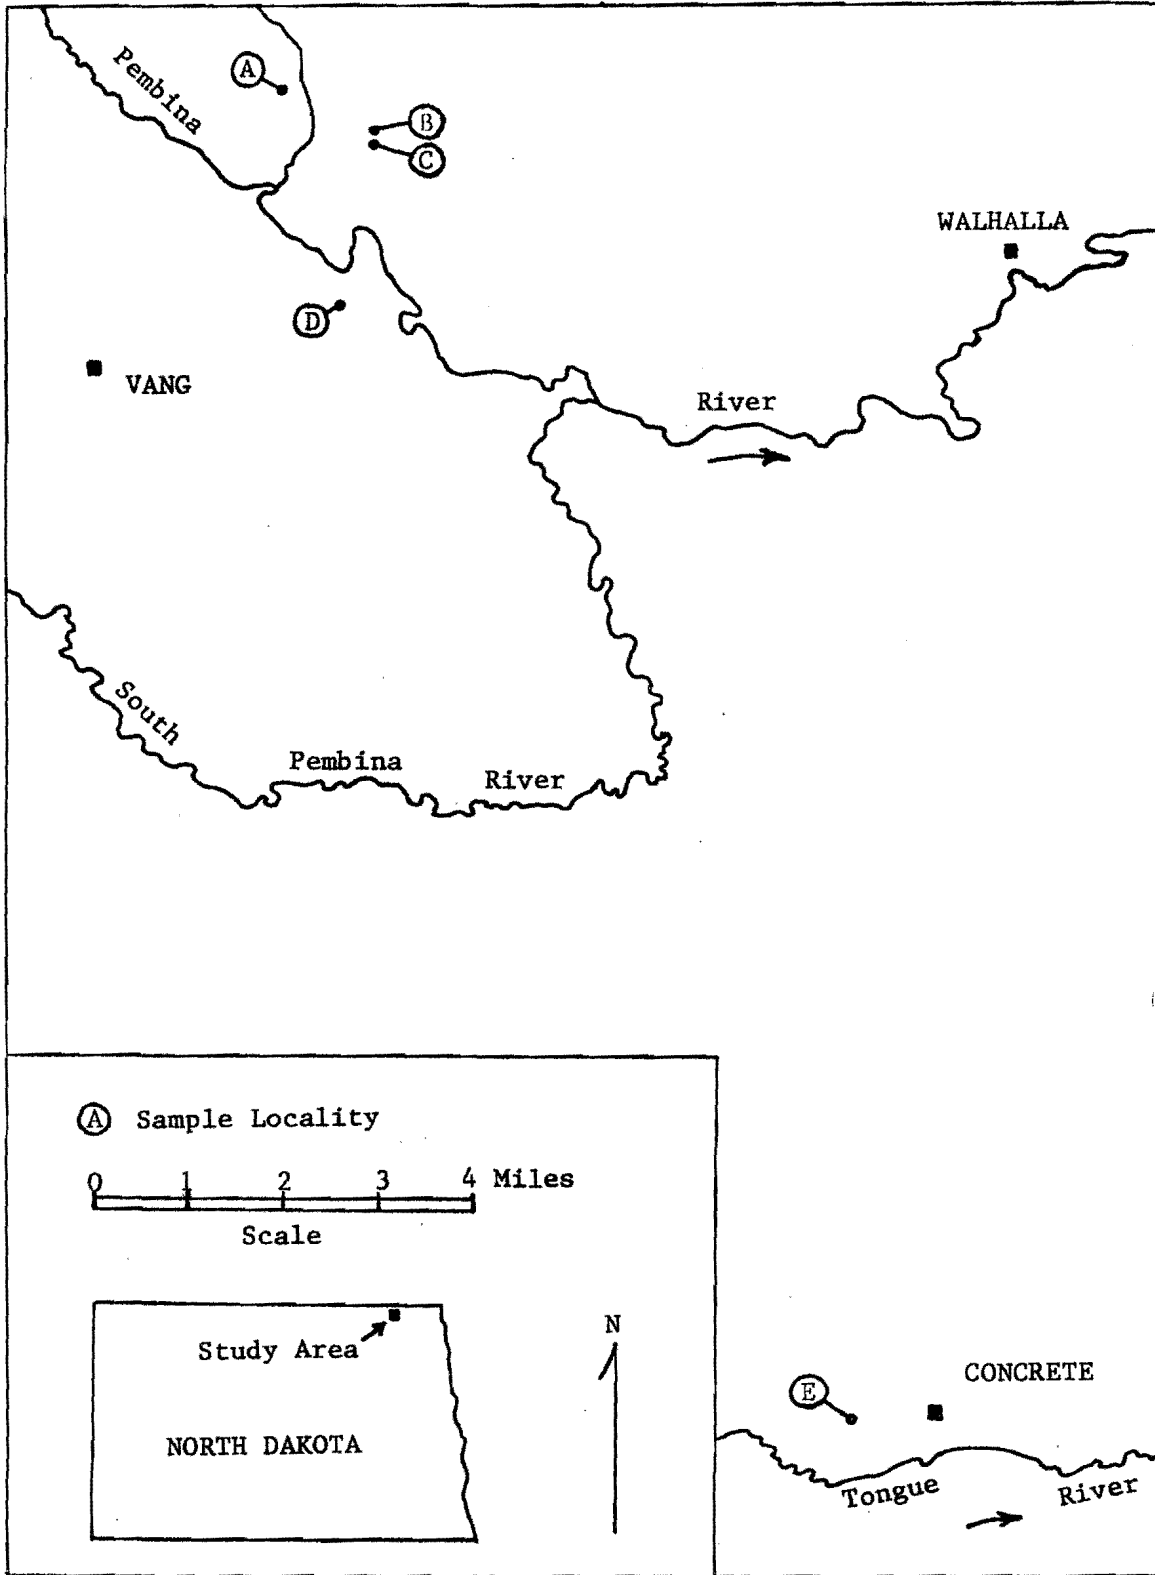 Pembina
A
B
C
WALHALLA
D
VANG
River
South
Pembina
River
A Sample Locality
0 1 2 3 4 Miles
Scale
Study Area
NORTH DAKOTA
N
E
CONCRETE
Tongue
River